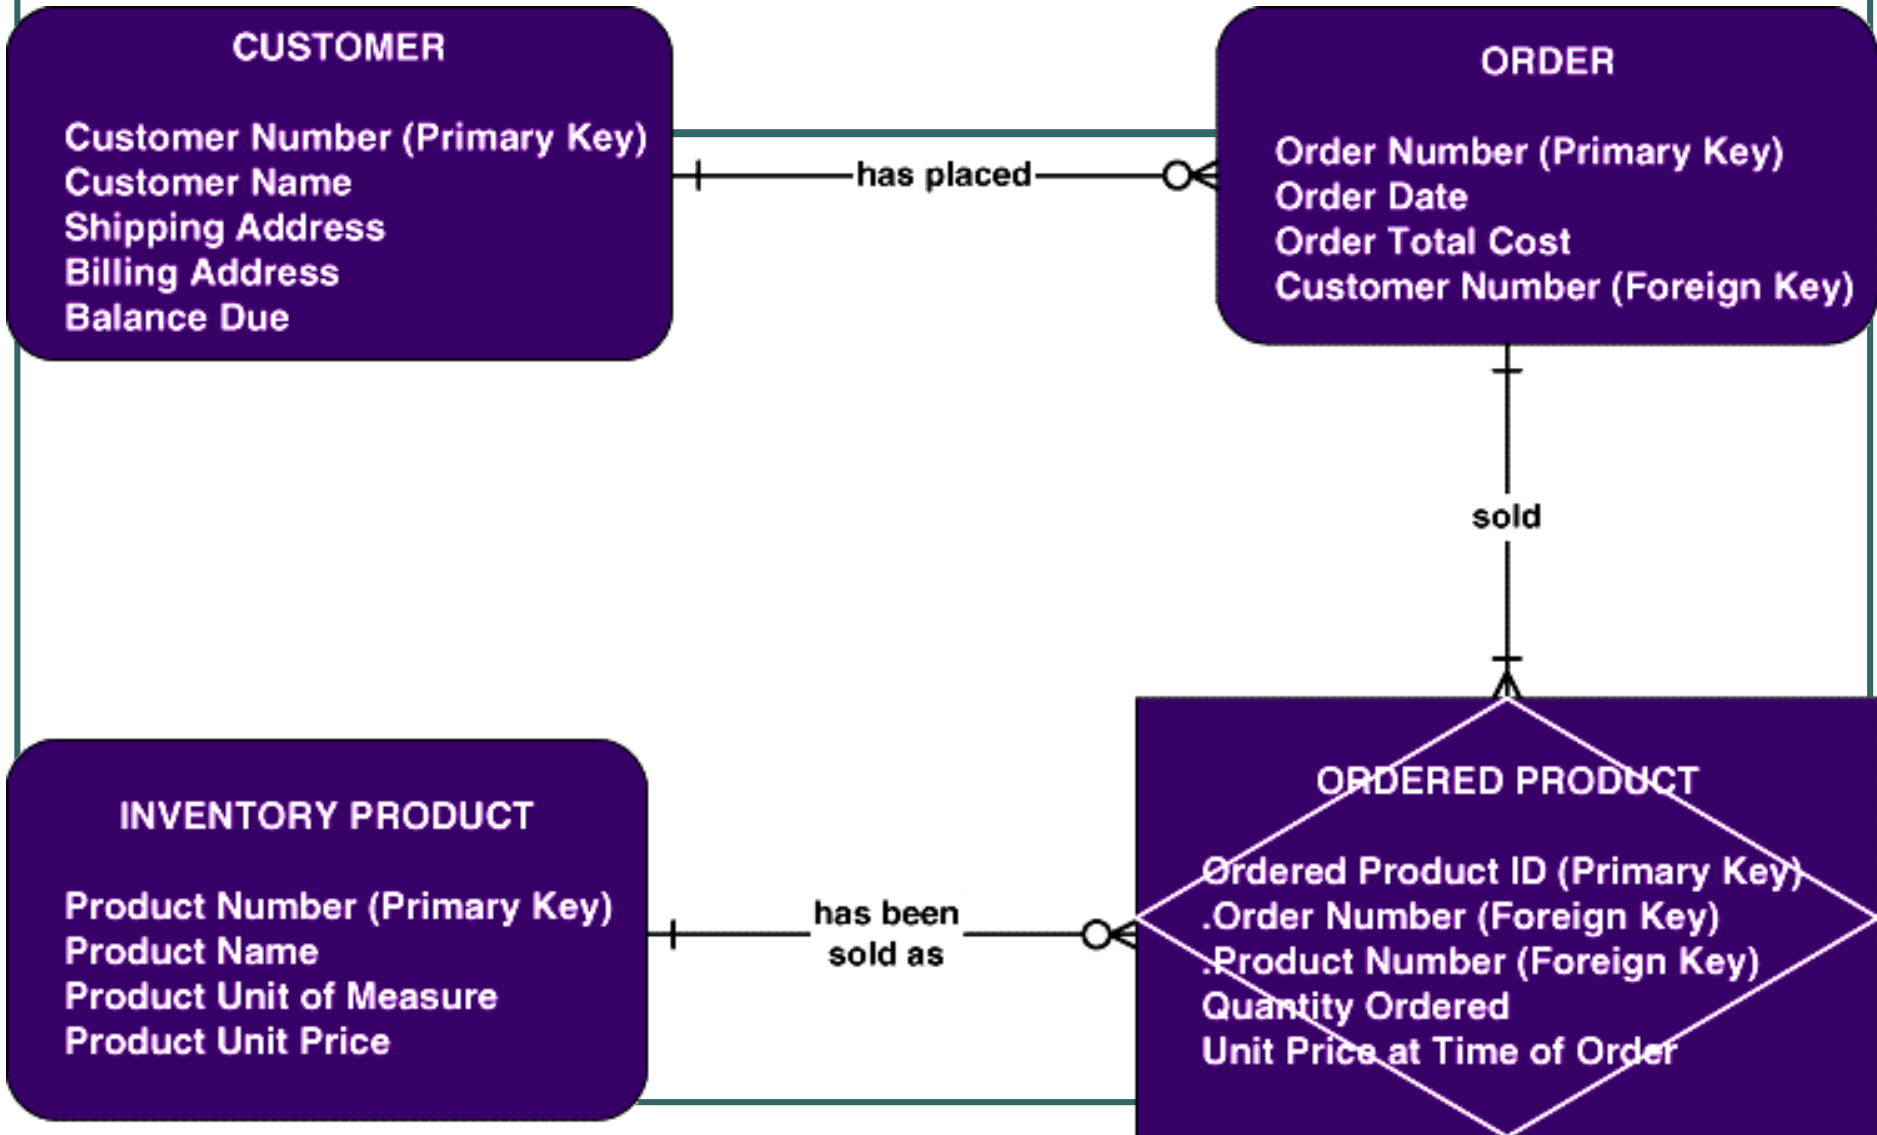 CUSTOMER
Customer Number (Primary Key)
Customer Name
Shipping Address
Billing Address
Balance Due
has placed
ORDER
Order Number (Primary Key)
Order Date
Order Total Cost
Customer Number (Foreign Key)
sold
INVENTORY PRODUCT
Product Number (Primary Key)
Product Name
Product Unit of Measure
Product Unit Price
has been
sold as
ORDERED PRODUCT
Ordered Product ID (Primary Key)
.Order Number (Foreign Key)
.Product Number (Foreign Key)
Quantity Ordered
Unit Price at Time of Order